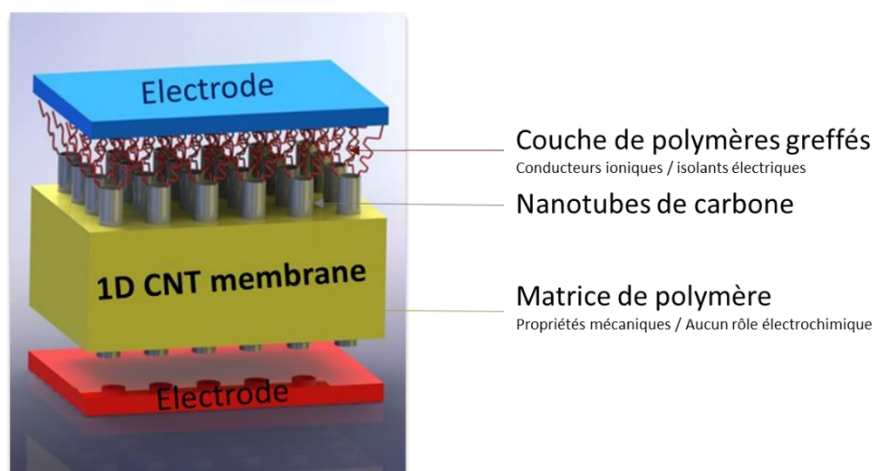 Electrode
Couche de polymères greffés
Conducteurs ioniques / isolants électriques
Nanotubes de carbone
1D CNT membrane
Matrice de polymère
Propriétés mécaniques / Aucun rôle électrochimique
Electrode